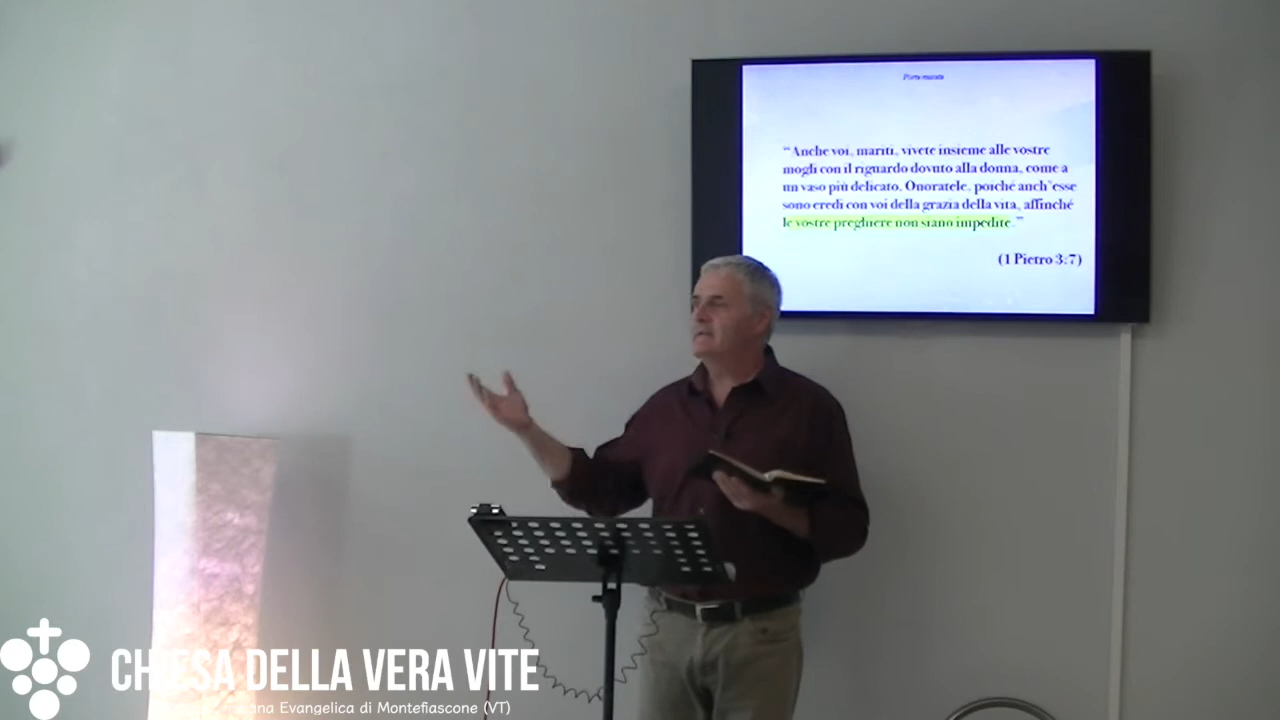 “Anche voi, mariti, vivete insieme alle vostre
mogli con il riguardo dovuto alla donna, come a
un vaso più delicato. Onoratele, poiché anch'esse
sono eredi con voi della grazia della vita, affinché
le vostre preghiere non siano impedite.”
(1 Pietro 3:7)
CHIESA DELLA VERA VITE
Evangelica di Montefiascone (VT)